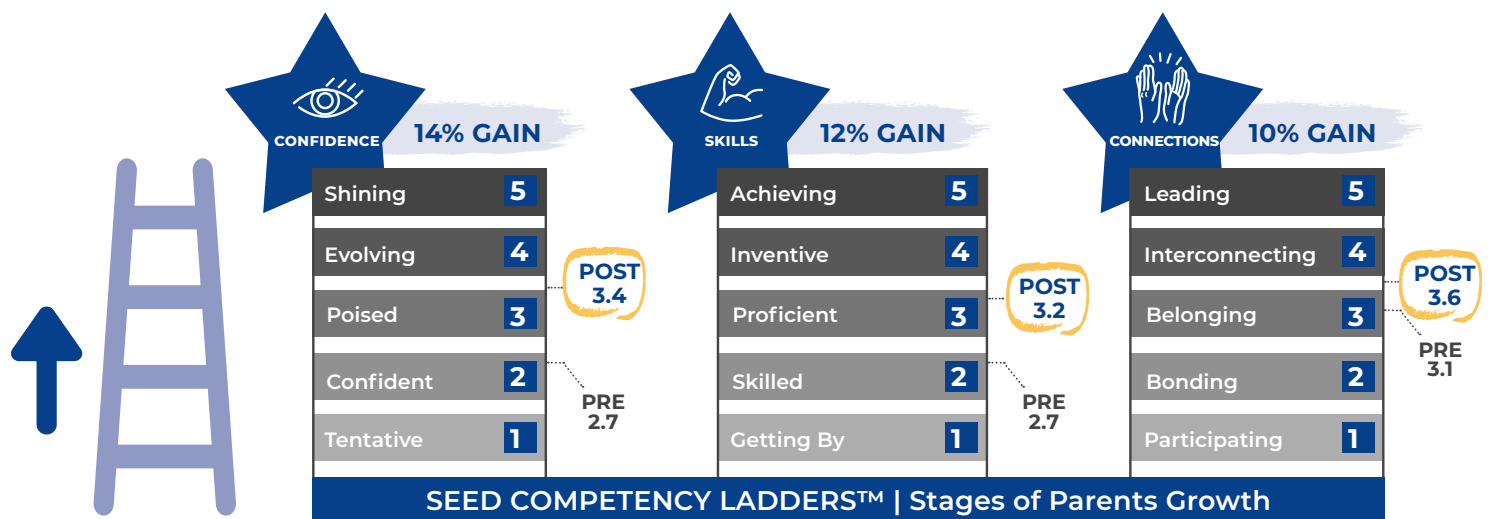 CONFIDENCE
14% GAIN
Shining 5
Evolving 4
Poised 3
Confident 2
Tentative 1
POST
3.4
PRE
2.7
SKILLS
12% GAIN
Achieving 5
Inventive 4
Proficient 3
Skilled 2
Getting By 1
POST
3.2
PRE
2.7
CONNECTIONS
10% GAIN
Leading 5
Interconnecting 4
Belonging 3
Bonding 2
Participating 1
POST
3.6
PRE
3.1
SEED COMPETENCY LADDERS™ | Stages of Parents Growth